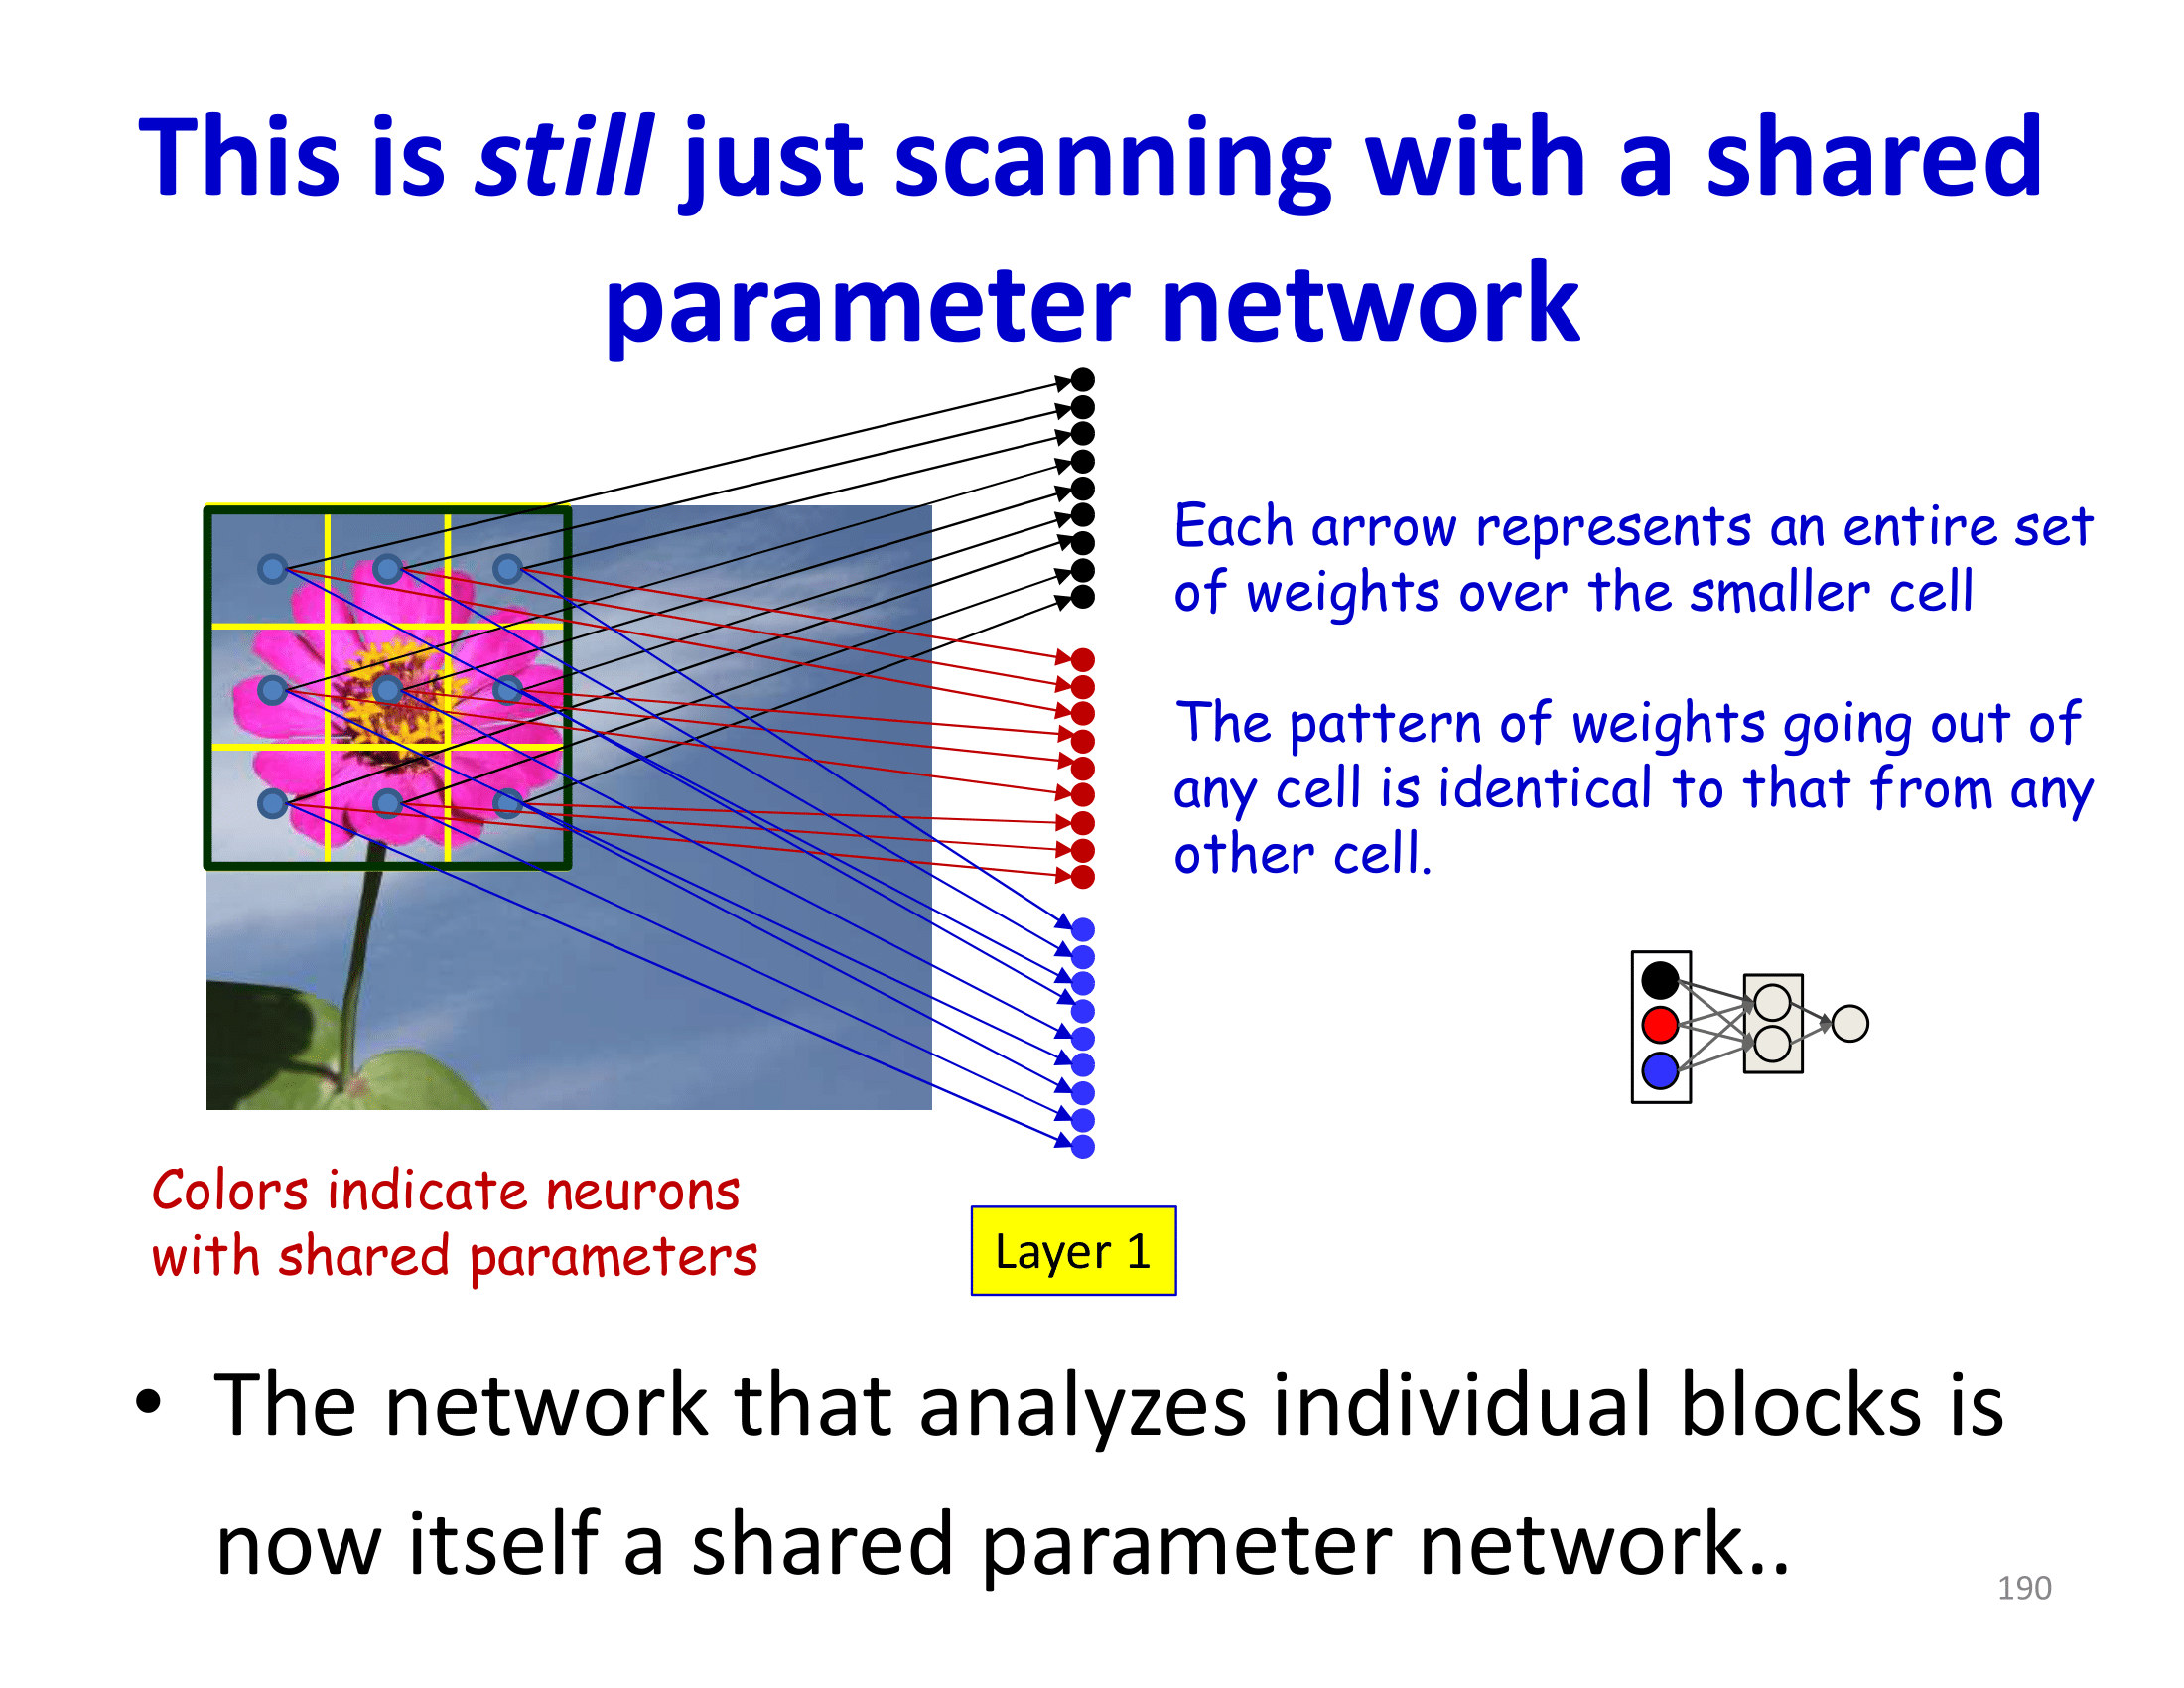 This is still just scanning with a shared
parameter network
Each arrow represents an entire set
of weights over the smaller cell
The pattern of weights going out of
any cell is identical to that from any
other cell.
Colors indicate neurons
with shared parameters
Layer 1
• The network that analyzes individual blocks is
now itself a shared parameter network..
190